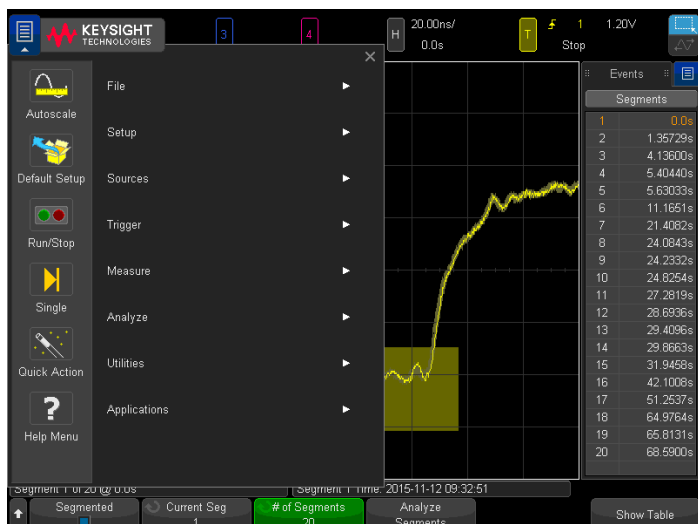 KEYSIGHT
TECHNOLOGIES
3
4
H
20.00ns/
0.0s
T
1
1.20V
Stop
File
Setup
Sources
Trigger
Measure
Analyze
Utilities
Applications
Autoscale
Default Setup
Run/Stop
Single
Quick Action
?
Help Menu
Events
Segments
1 0.0s
2 1.35729s
3 4.13600s
4 5.40440s
5 5.63033s
6 11.1651s
7 21.4082s
8 24.0843s
9 24.2332s
10 24.8254s
11 27.2819s
12 28.6936s
13 29.4096s
14 29.8663s
15 31.9458s
16 42.1008s
17 51.2537s
18 64.9764s
19 65.8131s
20 68.5900s
Segment 1 of 20 @ 0.0s
Segment 1 Time: 2015-11-12 09:32:51
Segmented
Current Seg
1
# of Segments
20
Analyze
Segments
Show Table